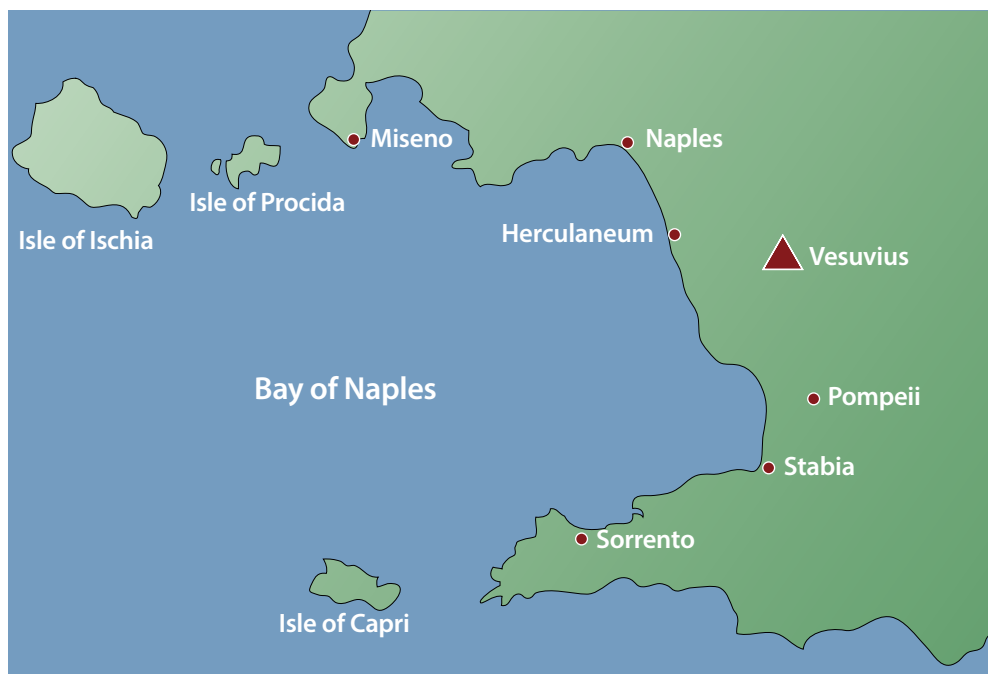 Miseno
Naples
Isle of Procida
Herculaneum
Isle of Ischia
Vesuvius
Bay of Naples
Pompeii
Stabia
Sorrento
Isle of Capri